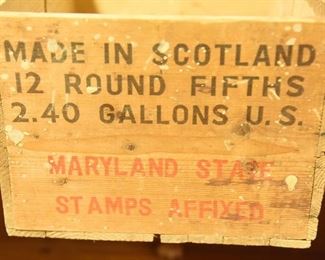 MADE IN SCOTLAND
12 ROUND FIFTHS
2.40 GALLONS U.S.
MARYLAND STATE
STAMPS AFFIXED